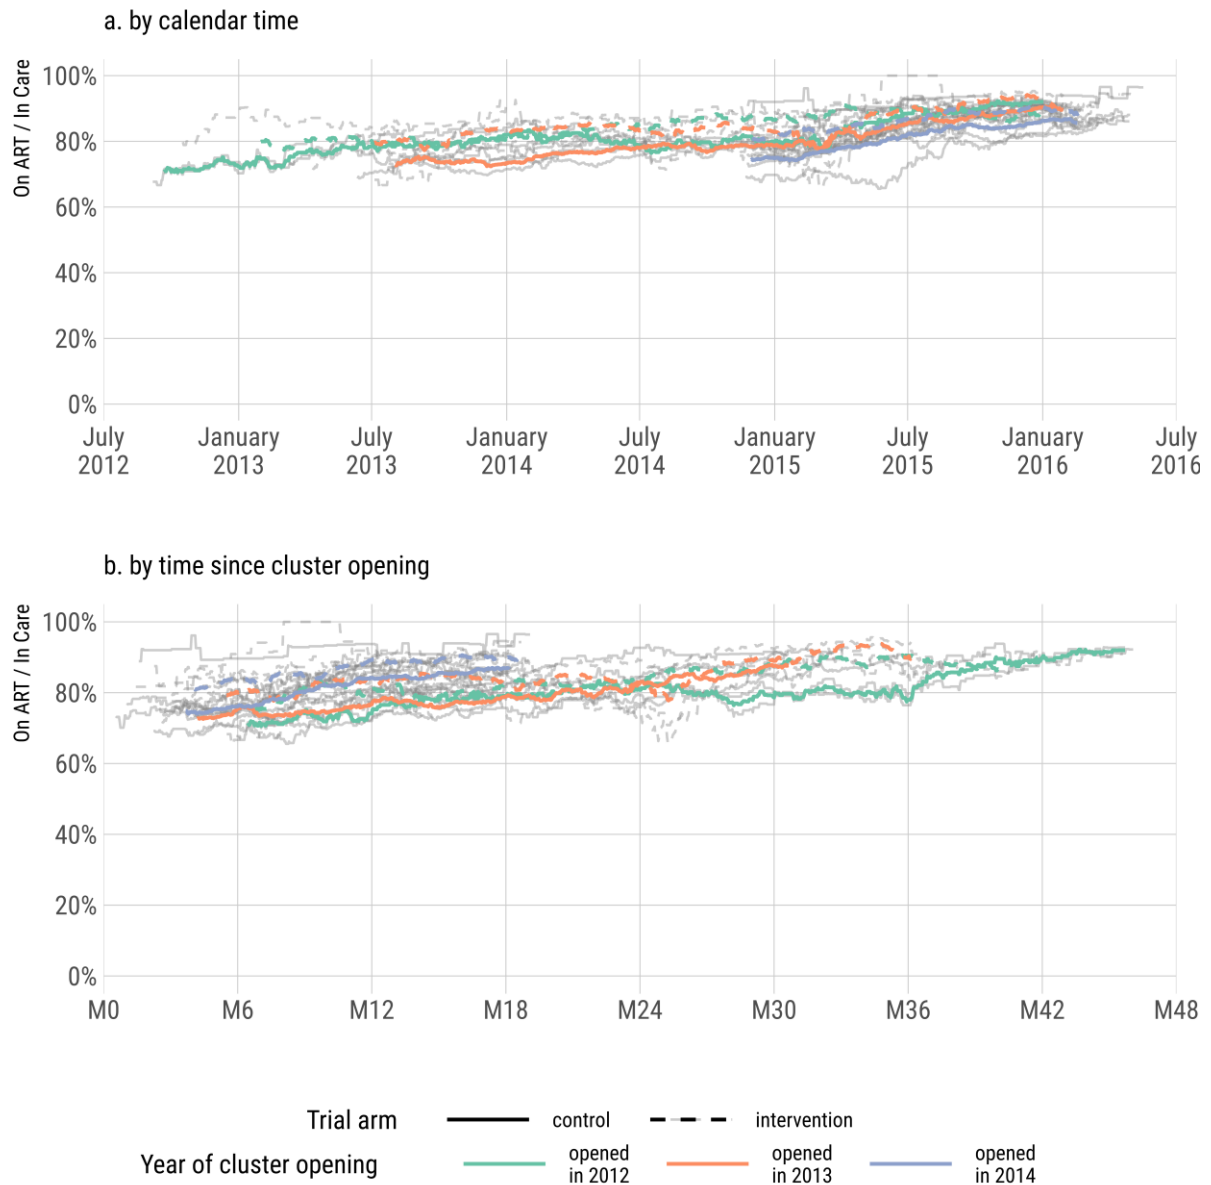 a. by calendar time
On ART / In Care
100%
80%
60%
40%
20%
0%
July
2012
January
2013
July
2013
January
2014
July
2014
January
2015
July
2015
January
2016
July
2016
b. by time since cluster opening
On ART / In Care
100%
80%
60%
40%
20%
0%
M0 M6 M12 M18 M24 M30 M36 M42 M48
Trial arm control intervention
Year of cluster opening
opened
in 2012
opened
in 2013
opened
in 2014